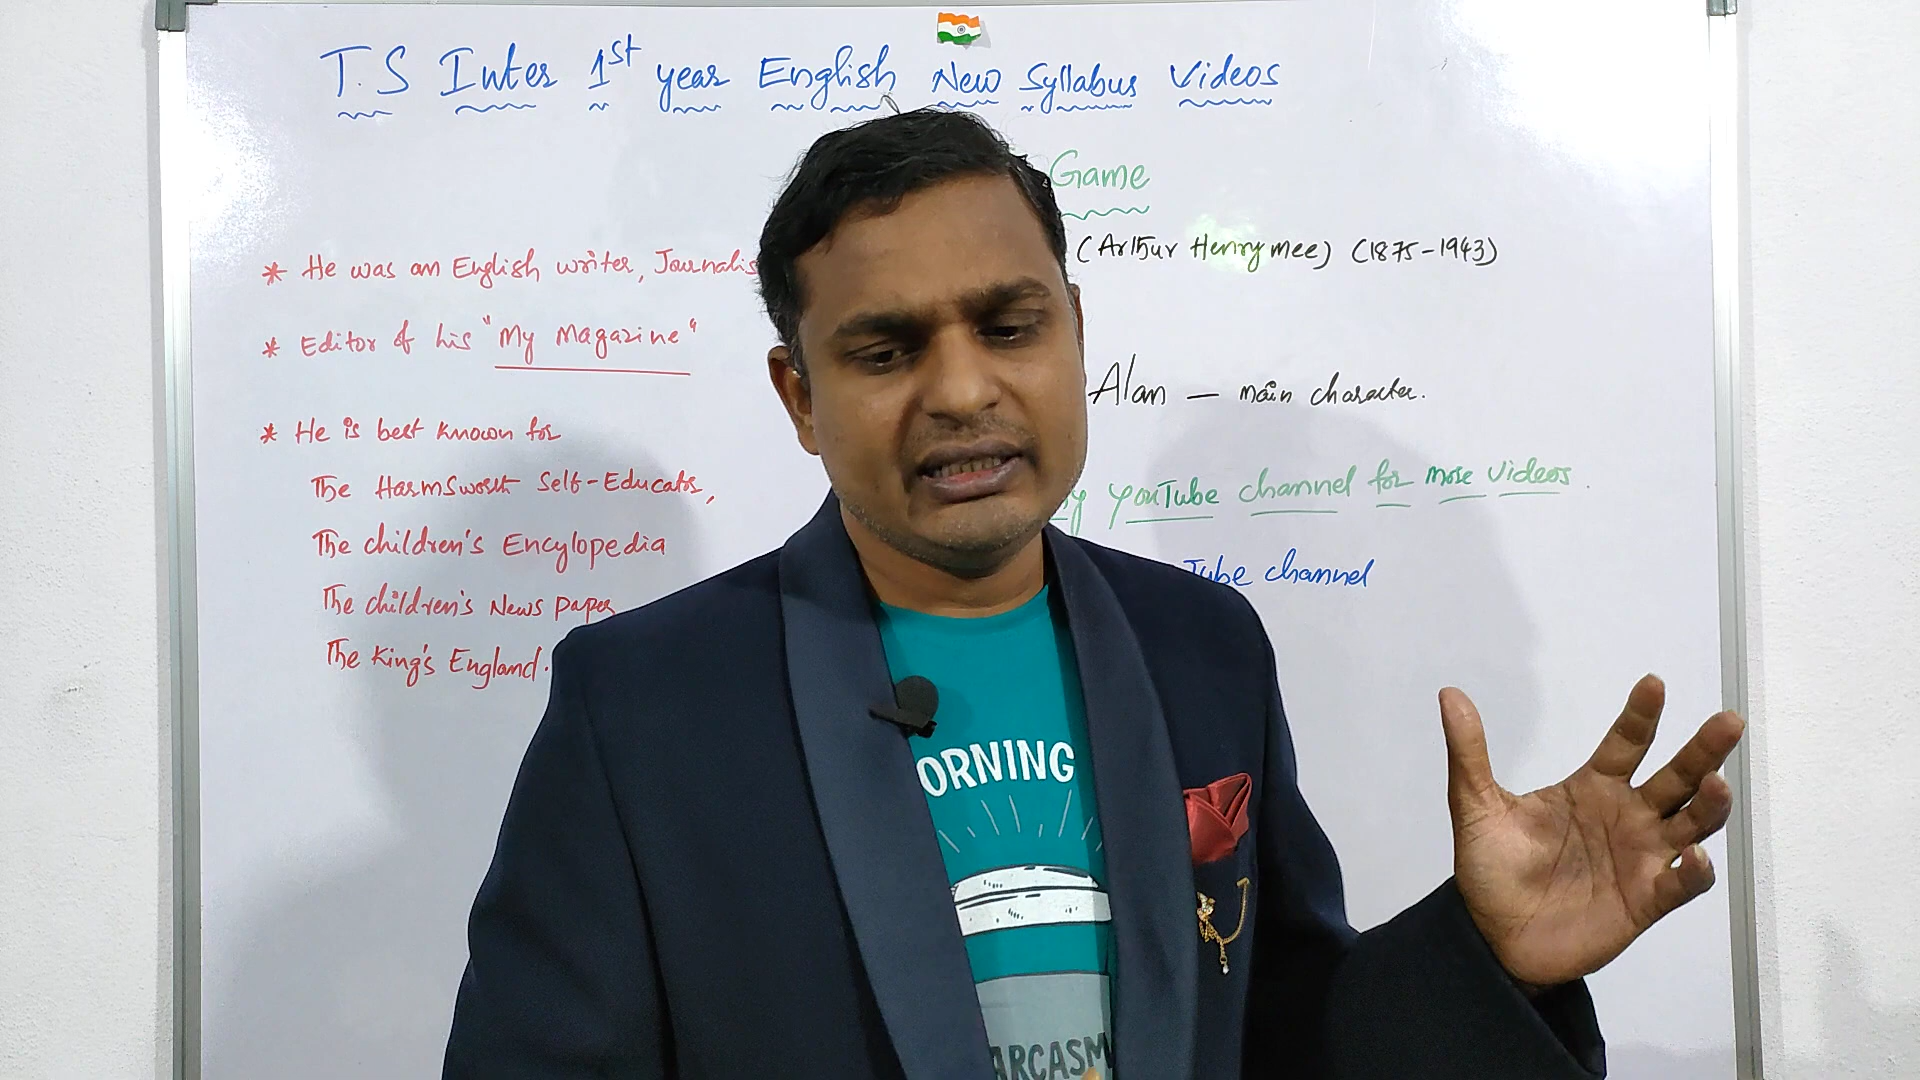 T.S Inter 1st year English New Syllabus Videos
Game
(Arthur Henry mee) (1875-1943)
* He was an English writer, Journalis
* Editor of his "My Magazine"
Alan — main character.
* He is best known for
The Harmsworth Self-Educator,
The children's Encylopedia
The children's News paper
The King's England.
YouTube channel for more videos.
Tube channel
ORNING
ARCASM